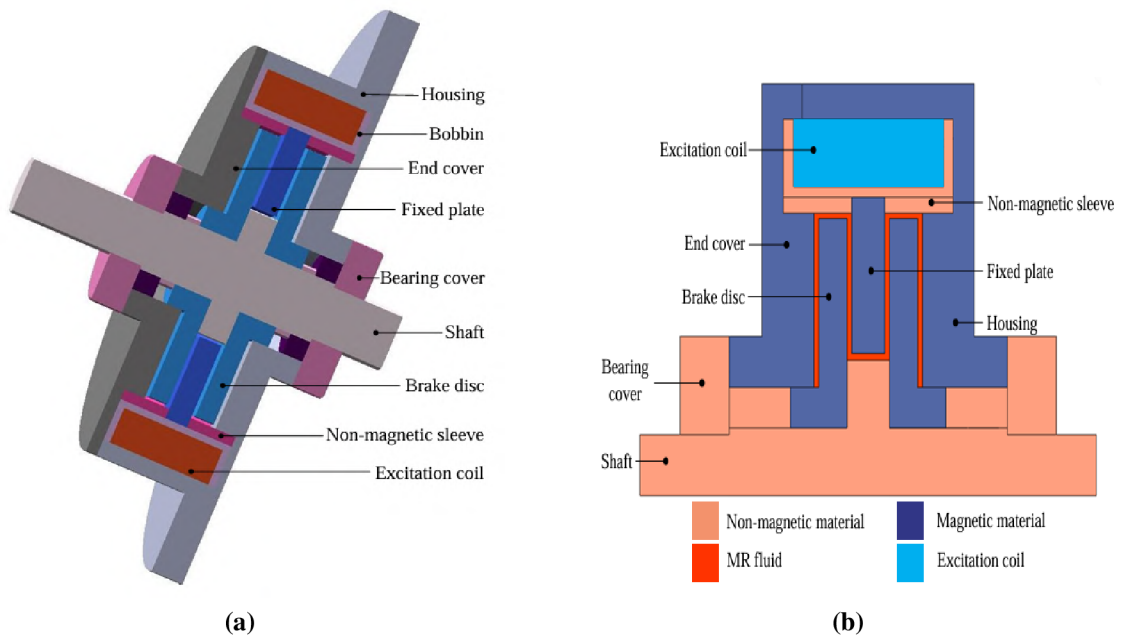 Housing
Bobbin
End cover
Fixed plate
Bearing cover
Shaft
Brake disc
Non-magnetic sleeve
Excitation coil
(a)
Excitation coil
Non-magnetic sleeve
End cover
Fixed plate
Brake disc
Housing
Bearing
cover
Shaft
Non-magnetic material
Magnetic material
MR fluid
Excitation coil
(b)